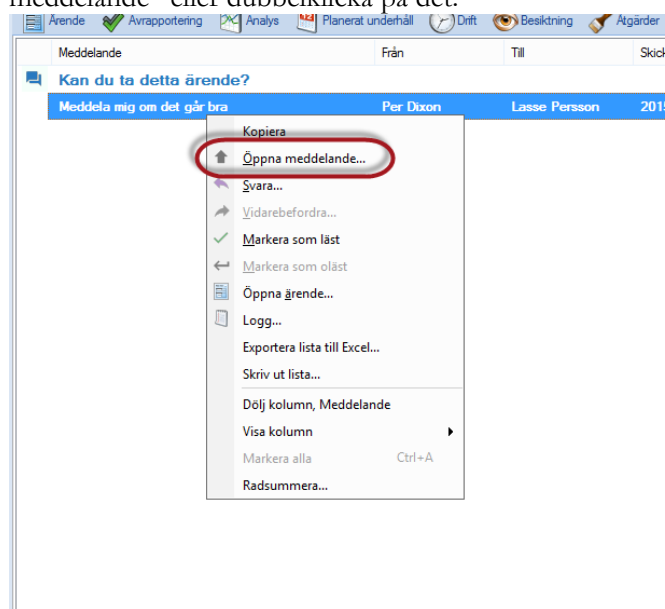 meddelande" eller dubbelklicka på det.
Ärende Avrapportering Analys Planerat underhåll Drift Besiktning Åtgärder
Meddelande Från Till Skick
Kan du ta detta ärende?
Meddela mig om det går bra Per Dixon Lasse Persson 2015
Kopiera
Öppna meddelande...
Svara...
Vidarebefordra...
Markera som läst
Markera som oläst
Öppna ärende...
Logg...
Exportera lista till Excel...
Skriv ut lista...
Dölj kolumn, Meddelande
Visa kolumn
Markera alla Ctrl+A
Radsummera...